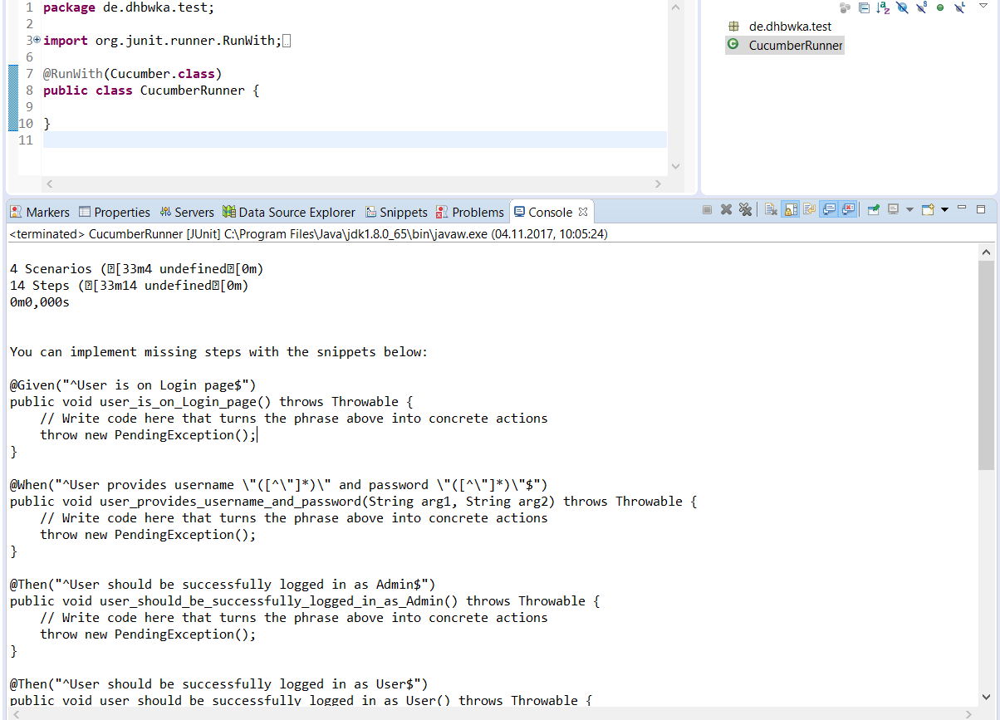 1 package de.dhbwka.test;
2
3 import org.junit.runner.RunWith;
6
7 @RunWith(Cucumber.class)
8 public class CucumberRunner {
9
10 }
11
de.dhbwka.test
CucumberRunner
Markers Properties Servers Data Source Explorer Snippets Problems Console
<terminated> CucumberRunner [JUnit] C:\Program Files\Java\jdk1.8.0_65\bin\javaw.exe (04.11.2017, 10:05:24)
4 Scenarios (�[33m4 undefined�[0m)
14 Steps (�[33m14 undefined�[0m)
0m0,000s
You can implement missing steps with the snippets below:
@Given("^User is on Login page$")
public void user_is_on_Login_page() throws Throwable {
// Write code here that turns the phrase above into concrete actions
throw new PendingException();
}
@When("^User provides username \"([^\"]*)\" and password \"([^\"]*)\"$")
public void user_provides_username_and_password(String arg1, String arg2) throws Throwable {
// Write code here that turns the phrase above into concrete actions
throw new PendingException();
}
@Then("^User should be successfully logged in as Admin$")
public void user_should_be_successfully_logged_in_as_Admin() throws Throwable {
// Write code here that turns the phrase above into concrete actions
throw new PendingException();
}
@Then("^User should be successfully logged in as User$")
public void user_should_be_successfully_logged_in_as_User() throws Throwable {